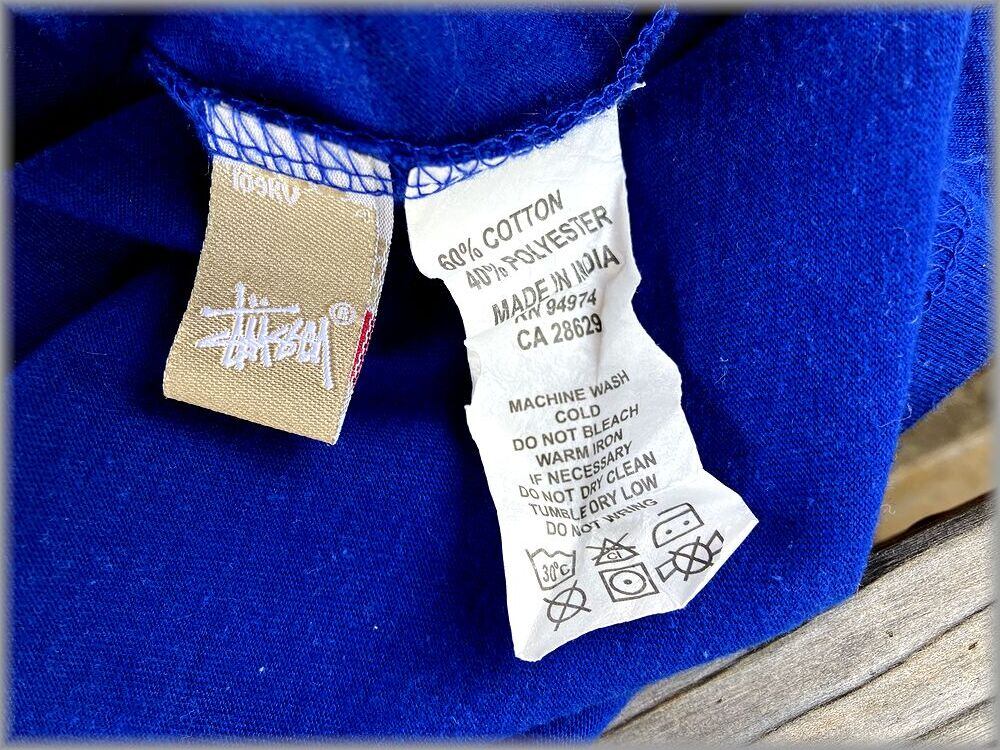 STÜSSY®
60% COTTON
40% POLYESTER
MADE IN INDIA
RN 94974
CA 28629
MACHINE WASH
COLD
DO NOT BLEACH
WARM IRON
IF NECESSARY
DO NOT DRY CLEAN
TUMBLE DRY LOW
DO NOT WRING
30°C
CL